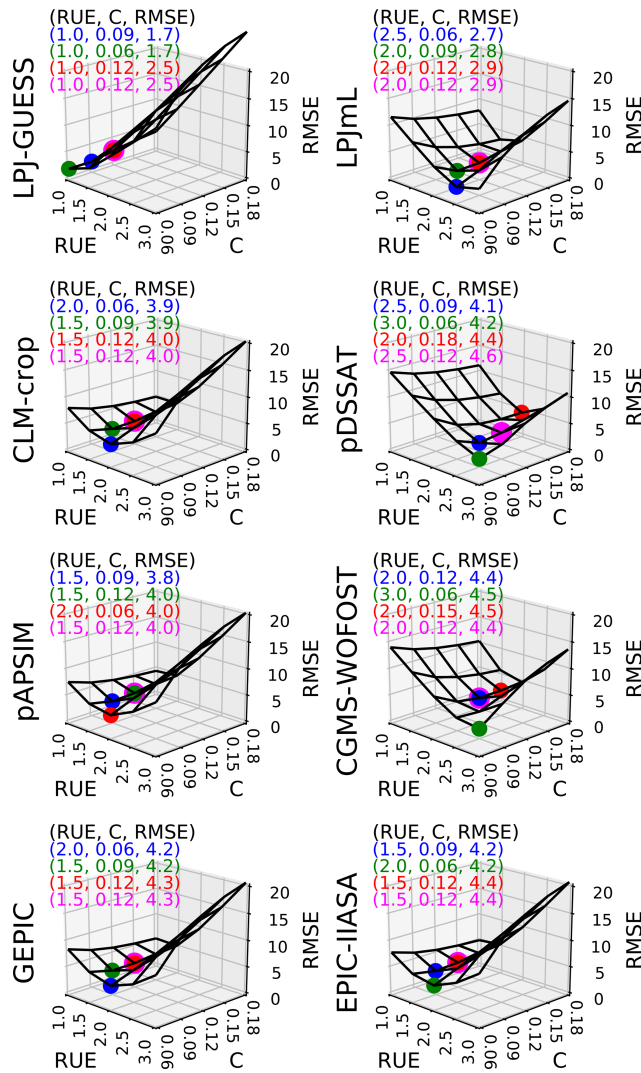 LPJ-GUESS
(RUE, C, RMSE)
(1.0, 0.09, 1.7)
(1.0, 0.06, 1.7)
(1.0, 0.12, 2.5)
(1.0, 0.12, 2.5)
20
15
10
5
0
RMSE
1.0
1.5
2.0
2.5
3.0
RUE
0.06
0.09
0.12
0.15
0.18
C
LPJmL
(RUE, C, RMSE)
(2.5, 0.06, 2.7)
(2.0, 0.09, 2.8)
(2.0, 0.12, 2.9)
(2.0, 0.12, 2.9)
20
15
10
5
0
RMSE
1.0
1.5
2.0
2.5
3.0
RUE
0.06
0.09
0.12
0.15
0.18
C
CLM-crop
(RUE, C, RMSE)
(2.0, 0.06, 3.9)
(1.5, 0.09, 3.9)
(1.5, 0.12, 4.0)
(1.5, 0.12, 4.0)
20
15
10
5
0
RMSE
1.0
1.5
2.0
2.5
3.0
RUE
0.06
0.09
0.12
0.15
0.18
C
pDSSAT
(RUE, C, RMSE)
(2.5, 0.09, 4.1)
(3.0, 0.06, 4.2)
(2.0, 0.18, 4.4)
(2.5, 0.12, 4.6)
20
15
10
5
0
RMSE
1.0
1.5
2.0
2.5
3.0
RUE
0.06
0.09
0.12
0.15
0.18
C
pAPSIM
(RUE, C, RMSE)
(1.5, 0.09, 3.8)
(1.5, 0.12, 4.0)
(2.0, 0.06, 4.0)
(1.5, 0.12, 4.0)
20
15
10
5
0
RMSE
1.0
1.5
2.0
2.5
3.0
RUE
0.06
0.09
0.12
0.15
0.18
C
CGMS-WOFOST
(RUE, C, RMSE)
(2.0, 0.12, 4.4)
(3.0, 0.06, 4.5)
(2.0, 0.15, 4.5)
(2.0, 0.12, 4.4)
20
15
10
5
0
RMSE
1.0
1.5
2.0
2.5
3.0
RUE
0.06
0.09
0.12
0.15
0.18
C
GEPIC
(RUE, C, RMSE)
(2.0, 0.06, 4.2)
(1.5, 0.09, 4.2)
(1.5, 0.12, 4.3)
(1.5, 0.12, 4.3)
20
15
10
5
0
RMSE
1.0
1.5
2.0
2.5
3.0
RUE
0.06
0.09
0.12
0.15
0.18
C
EPIC-IIASA
(RUE, C, RMSE)
(1.5, 0.09, 4.2)
(2.0, 0.06, 4.2)
(1.5, 0.12, 4.4)
(1.5, 0.12, 4.4)
20
15
10
5
0
RMSE
1.0
1.5
2.0
2.5
3.0
RUE
0.06
0.09
0.12
0.15
0.18
C